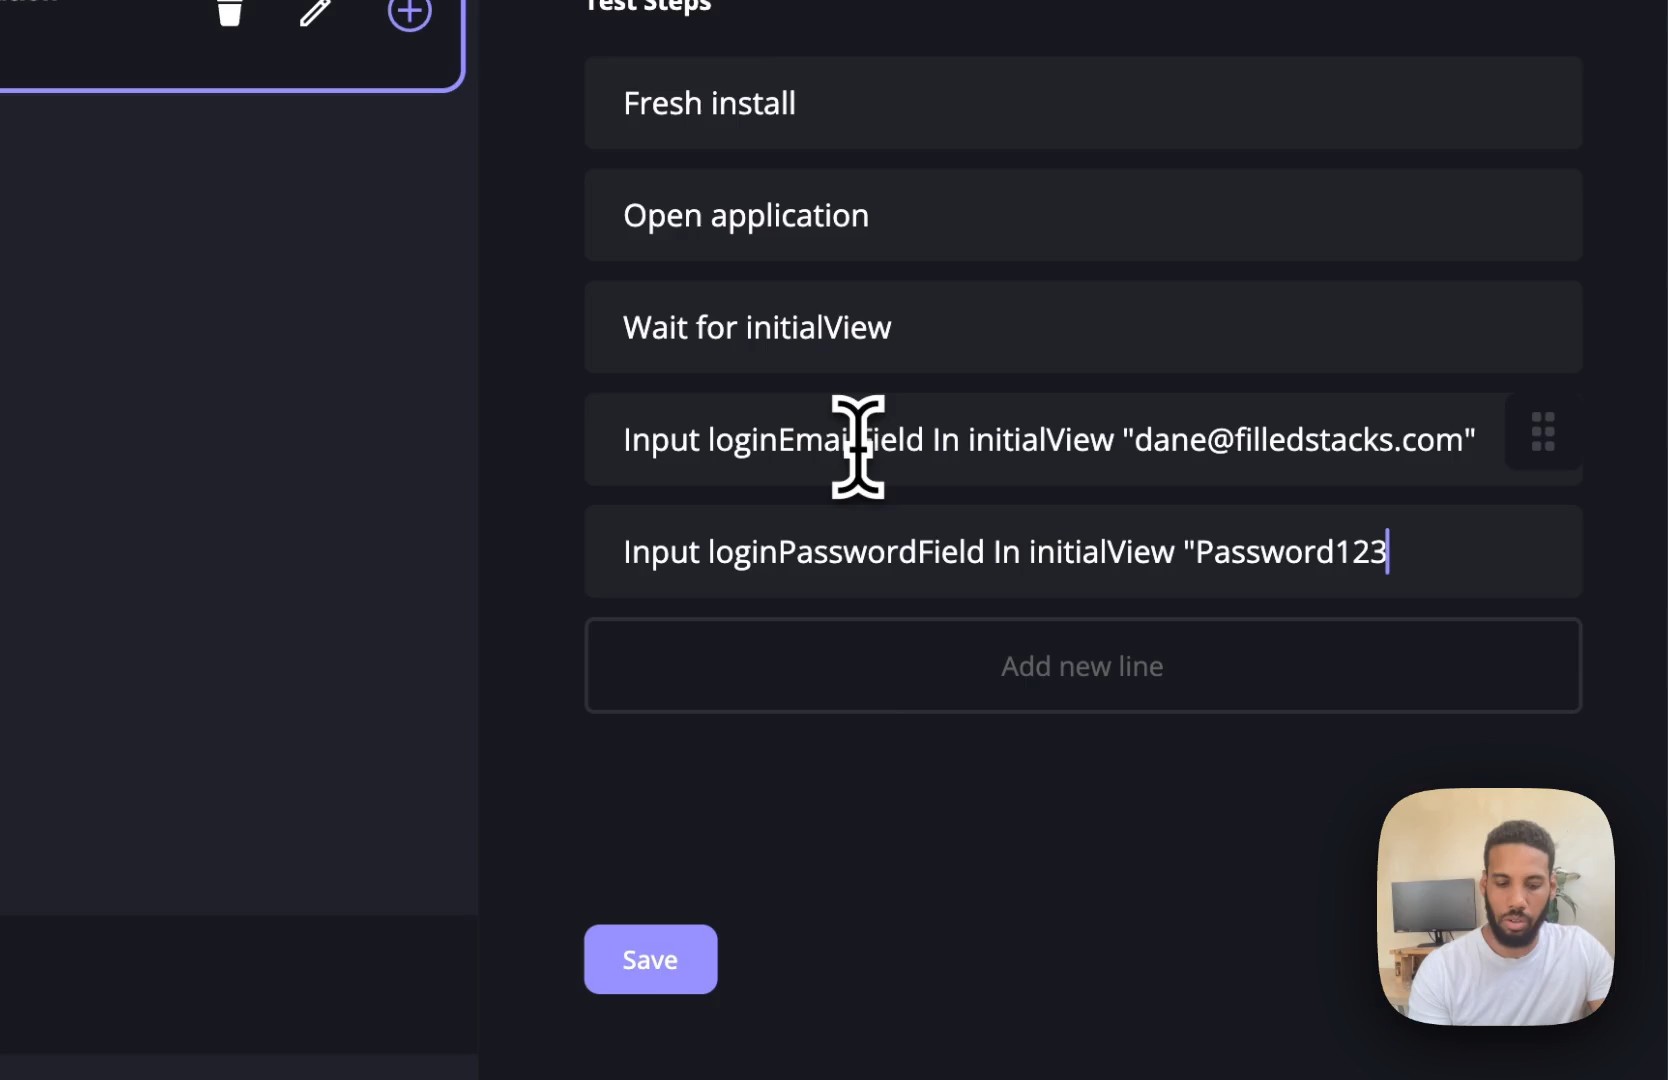 Test Steps
Fresh install
Open application
Wait for initialView
Input loginEmailField In initialView "dane@filledstacks.com"
Input loginPasswordField In initialView "Password123
Add new line
Save